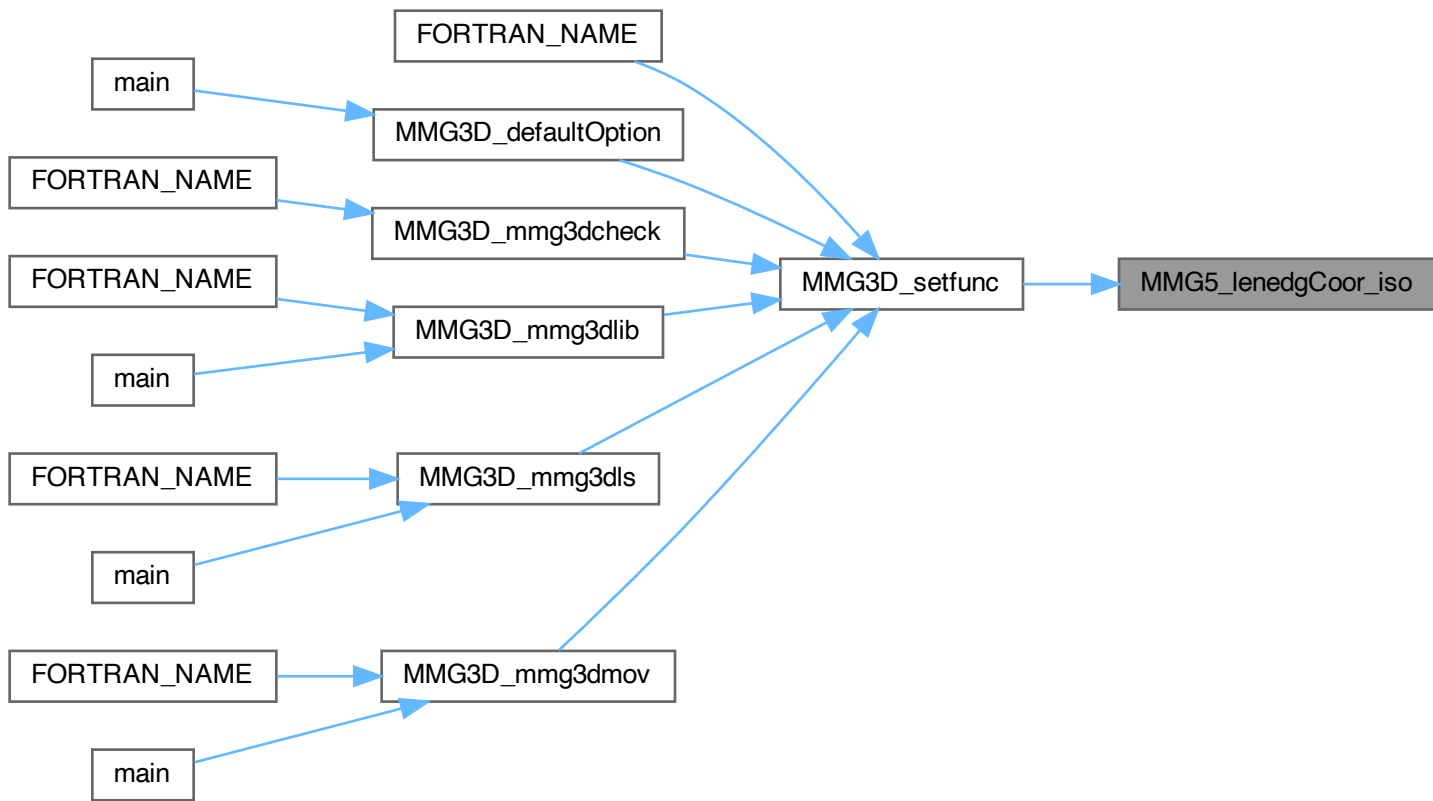 FORTRAN_NAME
main
MMG3D_defaultOption
FORTRAN_NAME
MMG3D_mmg3dcheck
FORTRAN_NAME
MMG3D_setfunc
MMG5_lenedgCoor_iso
MMG3D_mmg3dlib
main
FORTRAN_NAME
MMG3D_mmg3dls
main
FORTRAN_NAME
MMG3D_mmg3dmov
main